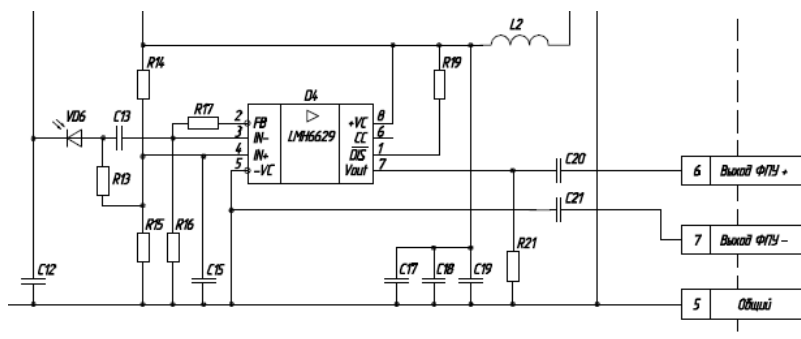 L2
R14
R19
D4
VD6
C13
R17
2
FB
LMH6629
+VC
8
3
IN-
CC
6
4
IN+
DIS
1
5
-VC
Vout
7
C20
6
Выход ФПУ +
R13
C21
7
Выход ФПУ -
R15
R16
R21
C12
C15
C17
C18
C19
5
Общий